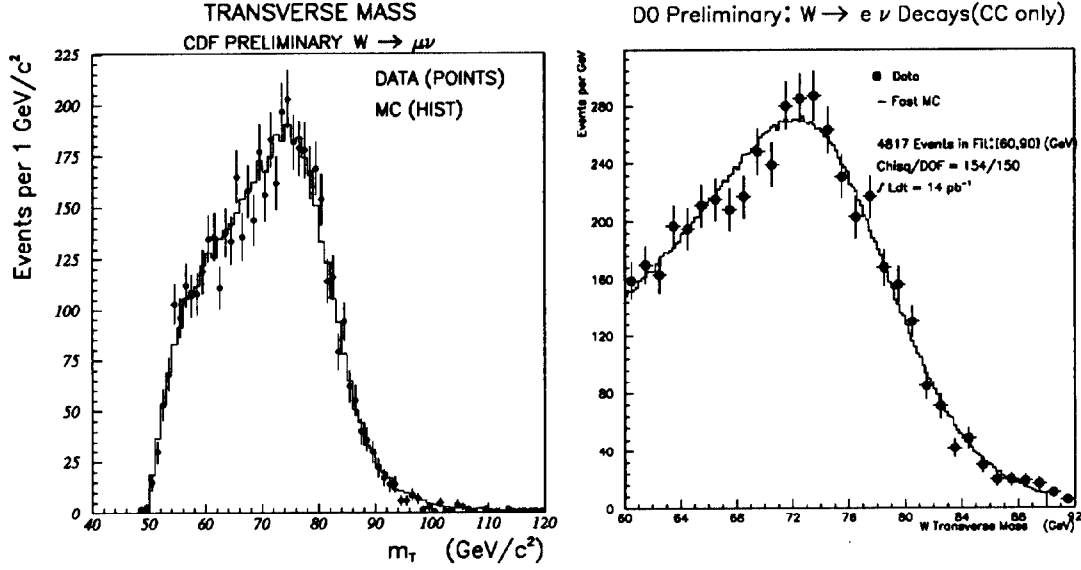 TRANSVERSE MASS
CDF PRELIMINARY W → μν
DATA (POINTS)
MC (HIST)
Events per 1 GeV/c²
225
200
175
150
125
100
75
50
25
0
40 50 60 70 80 90 100 110 120
m_T (GeV/c²)
D0 Preliminary: W → e ν Decays(CC only)
Events per GeV
Data
– Fast MC
4817 Events in Fit:[60,90] (GeV)
Chisq/DOF = 154/150
∫ Ldt = 14 pb⁻¹
280
240
200
160
120
80
40
0
60 64 68 72 76 80 84 88 92
W Transverse Mass (GeV)